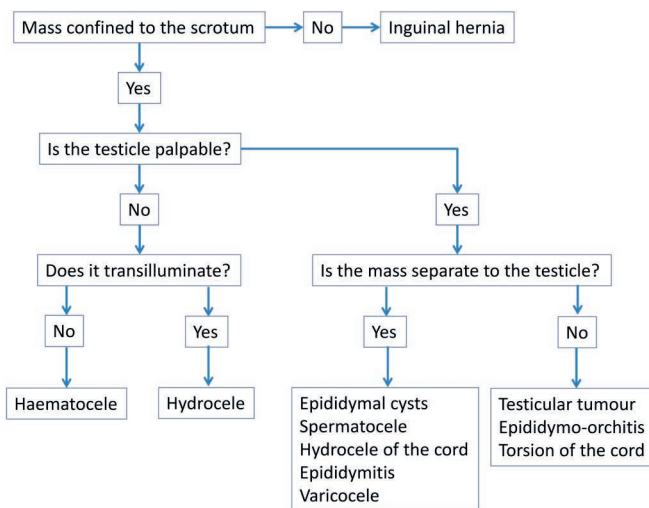 Mass confined to the scrotum
No
Inguinal hernia
Yes
Is the testicle palpable?
No
Yes
Does it transilluminate?
Is the mass separate to the testicle?
No
Yes
Yes
No
Haematocele
Hydrocele
Epididymal cysts
Spermatocele
Hydrocele of the cord
Epididymitis
Varicocele
Testicular tumour
Epididymo-orchitis
Torsion of the cord